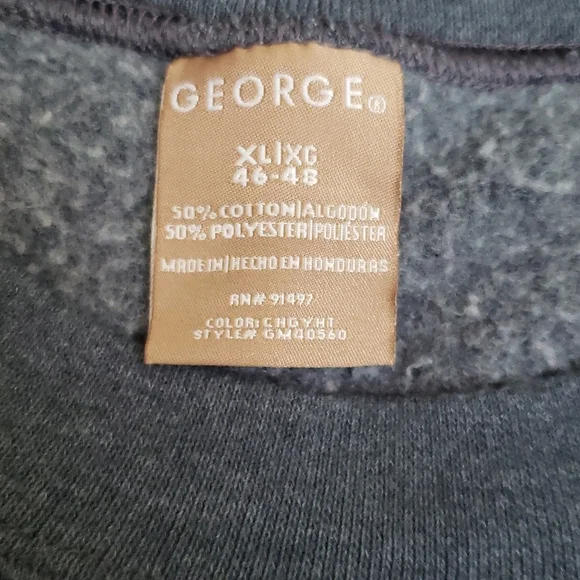 GEORGE®
XL|XG
46-48
50% COTTON|ALGODÓN
50% POLYESTER|POLIÉSTER
MADE IN|HECHO EN HONDURAS
RN# 91497
COLOR: CHGYHT
STYLE# GM40560